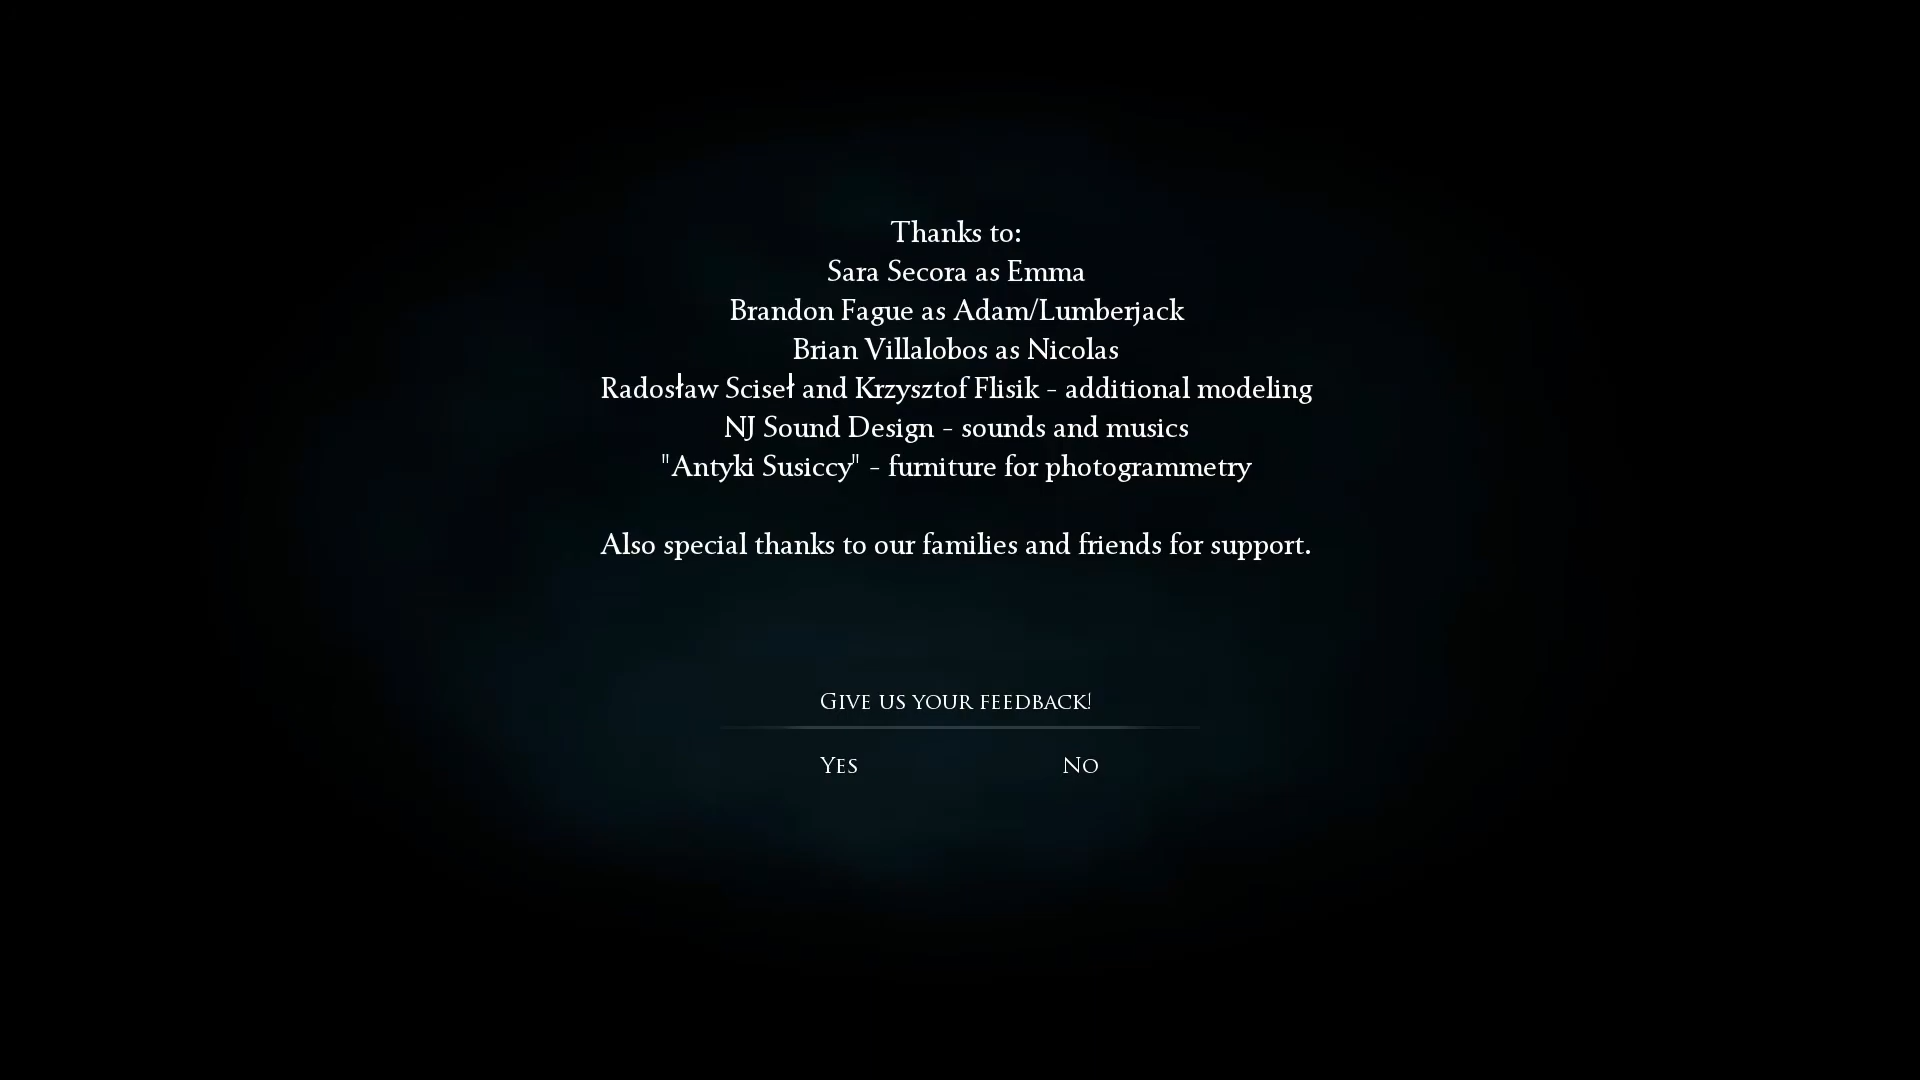 Thanks to:
Sara Secora as Emma
Brandon Fague as Adam/Lumberjack
Brian Villalobos as Nicolas
Radosław Sciseł and Krzysztof Flisik - additional modeling
NJ Sound Design - sounds and musics
"Antyki Susiccy" - furniture for photogrammetry
Also special thanks to our families and friends for support.
Give us your feedback!
Yes No